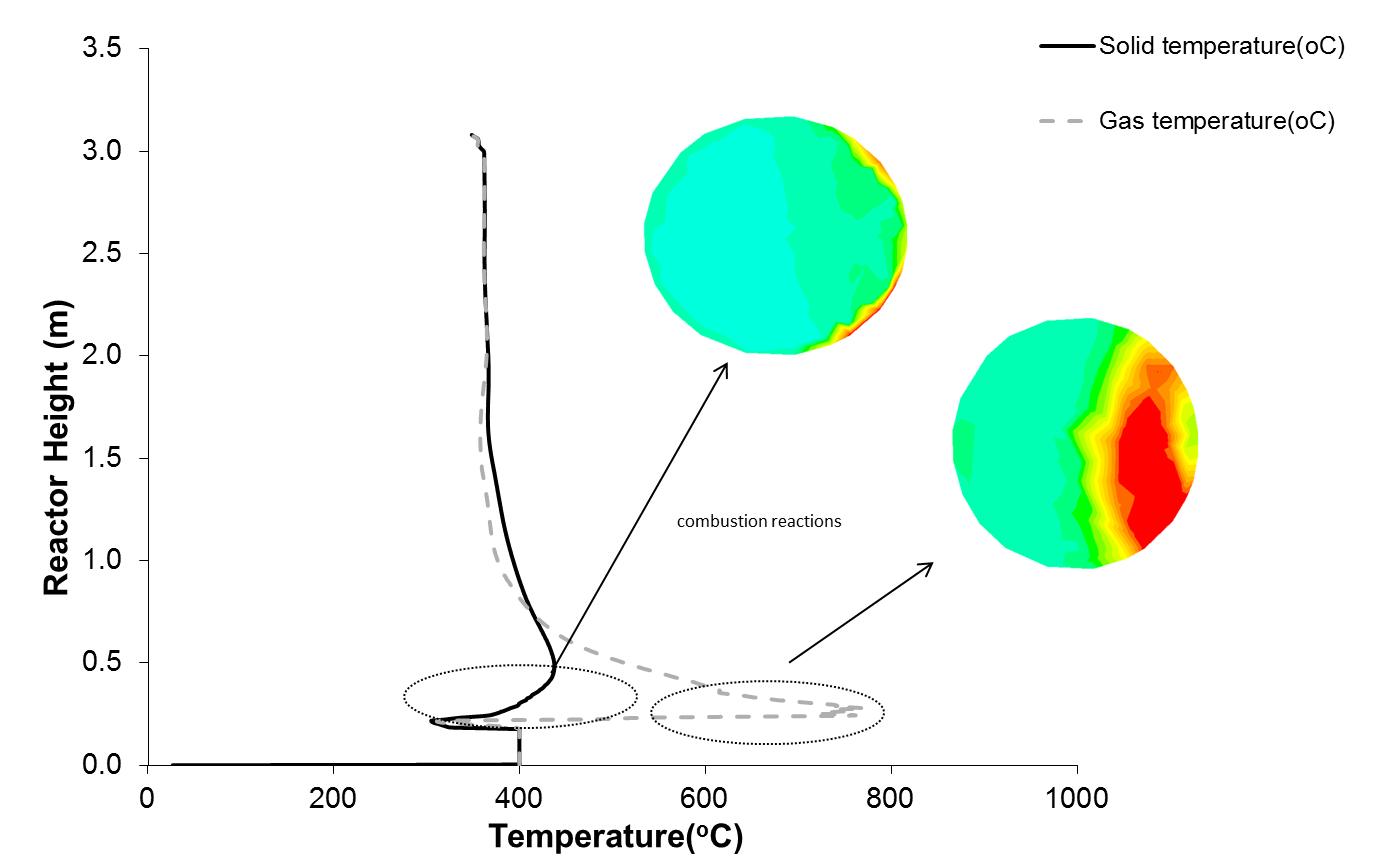 Solid temperature(oC)
Gas temperature(oC)
3.5
3.0
2.5
2.0
1.5
1.0
0.5
0.0
Reactor Height (m)
combustion reactions
0
200
400
600
800
1000
Temperature(ºC)